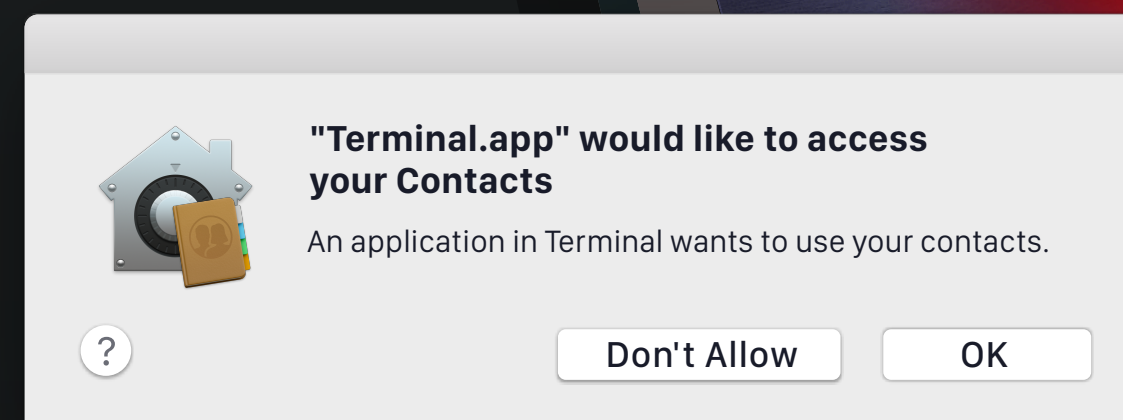 "Terminal.app" would like to access
your Contacts
An application in Terminal wants to use your contacts.
?
Don't Allow
OK